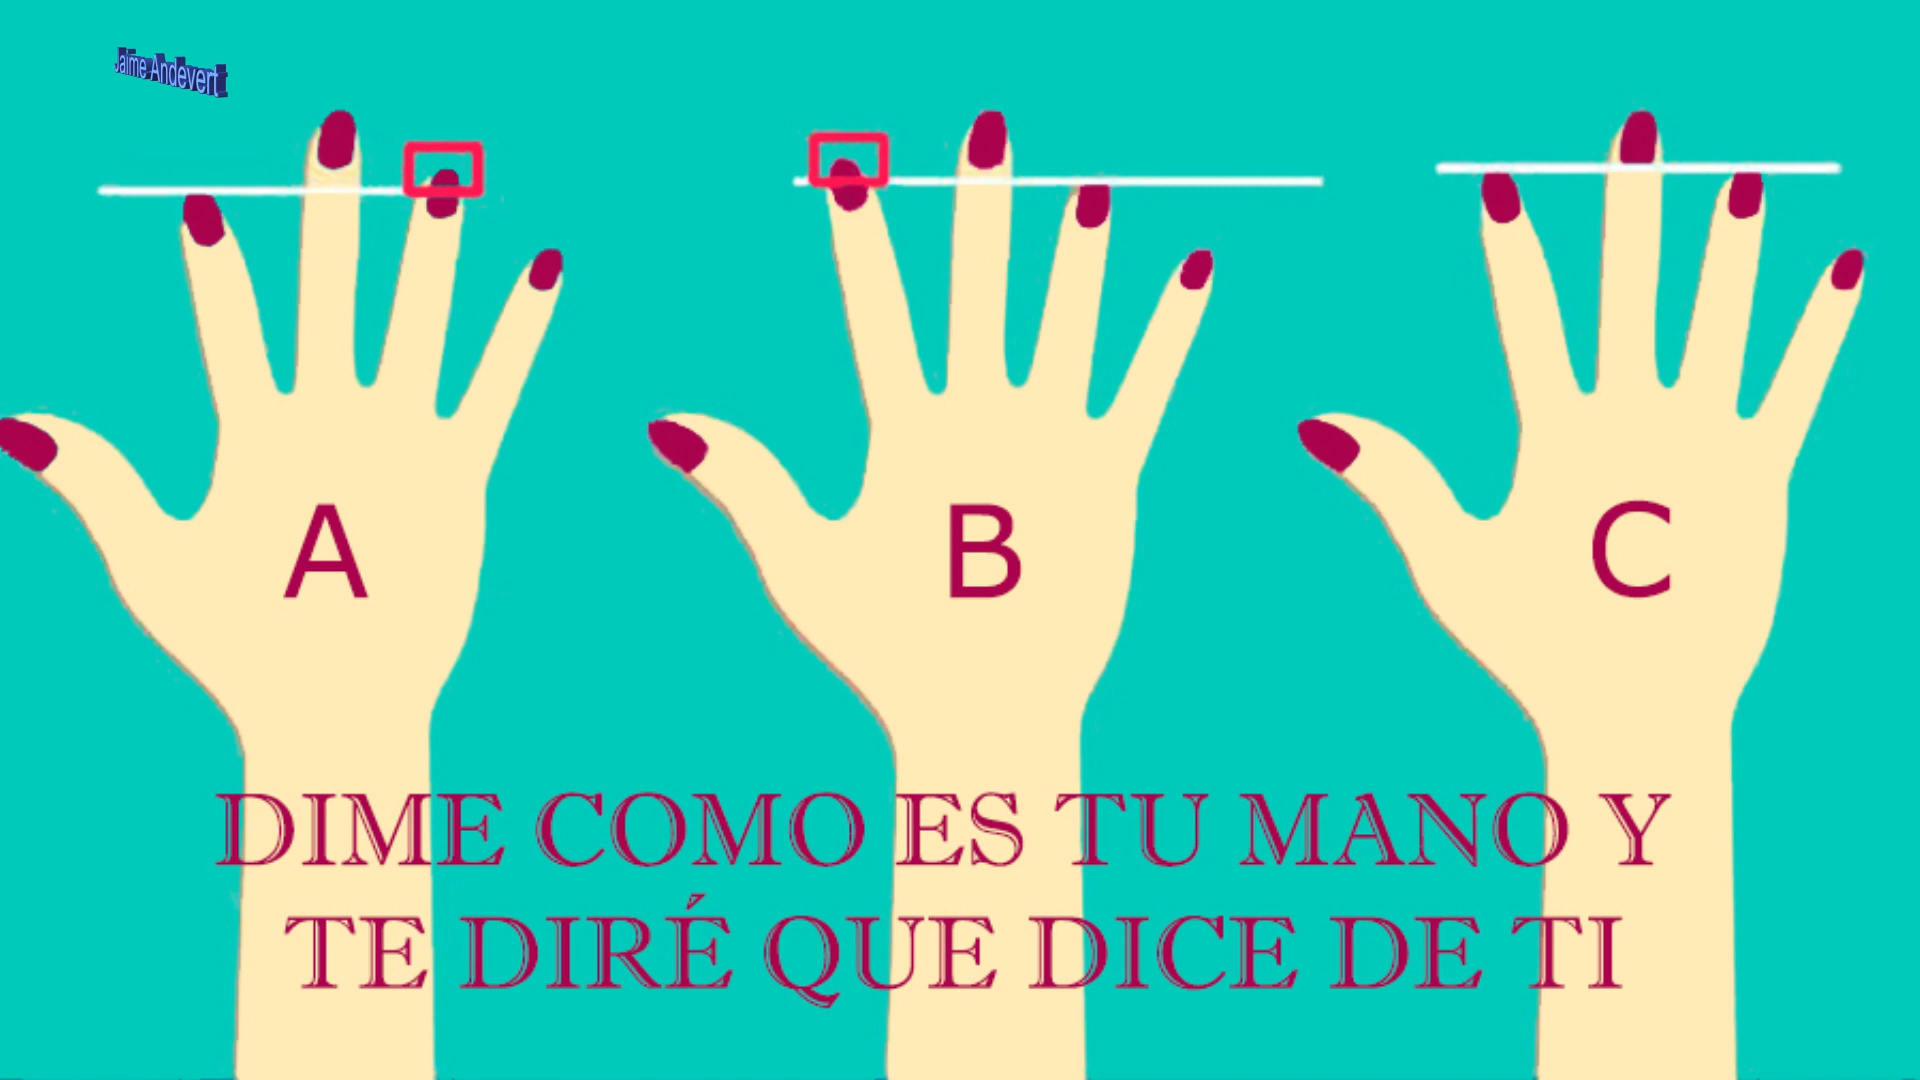 Jaime Andevert
A
B
C
DIME COMO ES TU MANO Y
TE DIRÉ QUE DICE DE TI